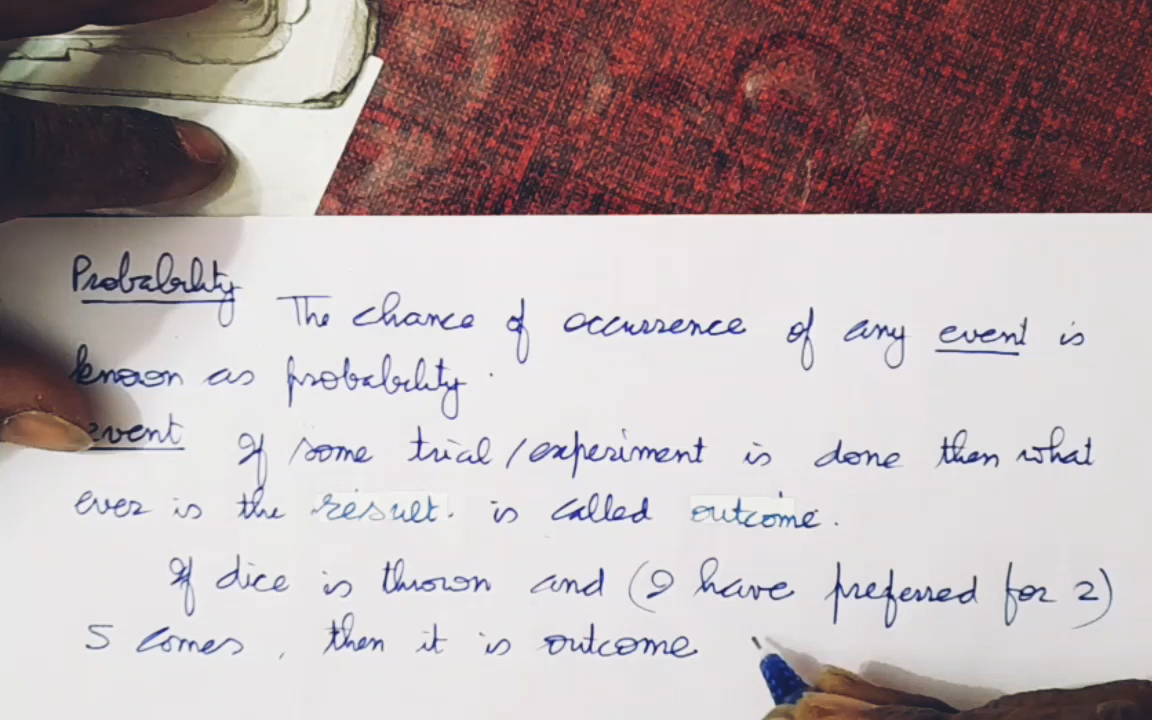 Probability
The chance of occurrence of any event is
known as probability.
event If some trial/experiment is done then what
ever is the result. is called outcome.
If dice is thrown and (I have preferred for 2)
5 comes, then it is outcome